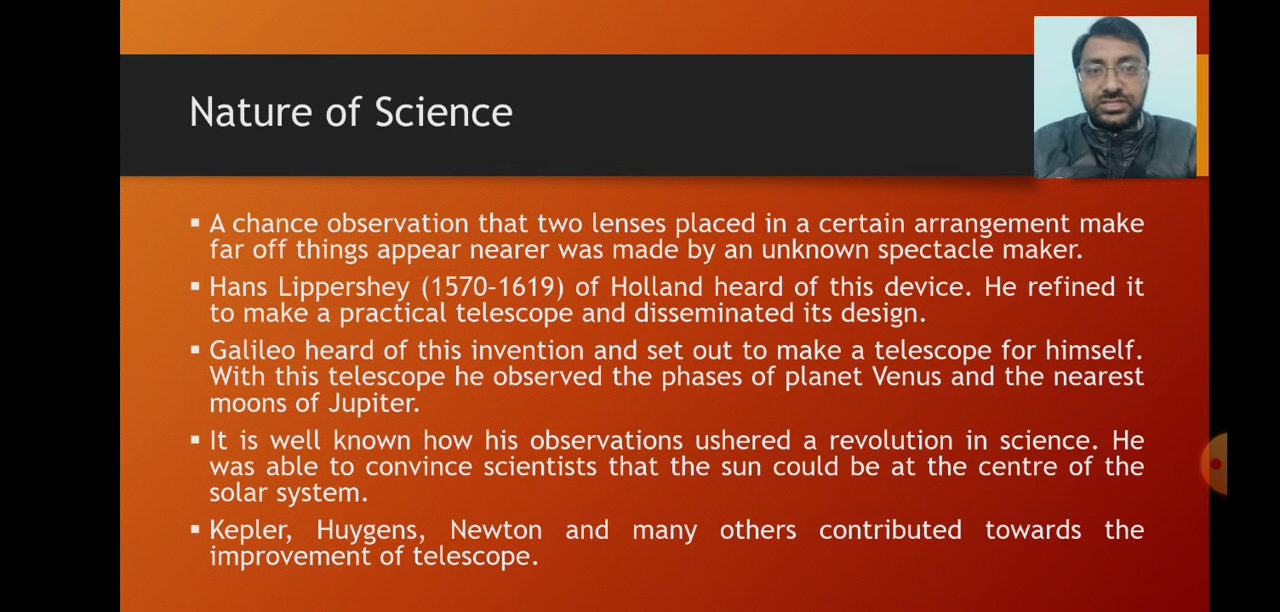 Nature of Science
▪ A chance observation that two lenses placed in a certain arrangement make
far off things appear nearer was made by an unknown spectacle maker.
▪ Hans Lippershey (1570–1619) of Holland heard of this device. He refined it
to make a practical telescope and disseminated its design.
▪ Galileo heard of this invention and set out to make a telescope for himself.
With this telescope he observed the phases of planet Venus and the nearest
moons of Jupiter.
▪ It is well known how his observations ushered a revolution in science. He
was able to convince scientists that the sun could be at the centre of the
solar system.
▪ Kepler, Huygens, Newton and many others contributed towards the
improvement of telescope.